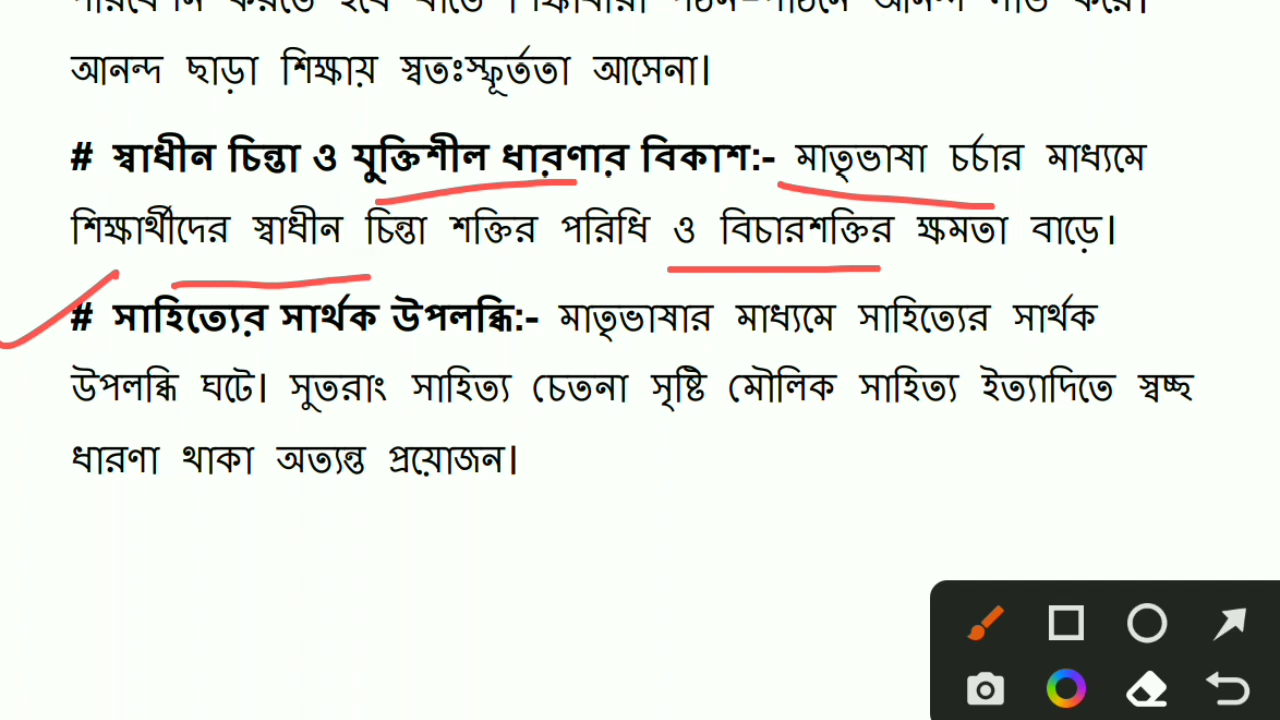 আনন্দ ছাড়া শিক্ষায় স্বতঃস্ফূর্ততা আসেনা।
# স্বাধীন চিন্তা ও যুক্তিশীল ধারণার বিকাশ:- মাতৃভাষা চর্চার মাধ্যমে
শিক্ষার্থীদের স্বাধীন চিন্তা শক্তির পরিধি ও বিচারশক্তির ক্ষমতা বাড়ে।
# সাহিত্যের সার্থক উপলব্ধি:- মাতৃভাষার মাধ্যমে সাহিত্যের সার্থক
উপলব্ধি ঘটে। সুতরাং সাহিত্য চেতনা সৃষ্টি মৌলিক সাহিত্য ইত্যাদিতে স্বচ্ছ
ধারণা থাকা অত্যন্ত প্রয়োজন।